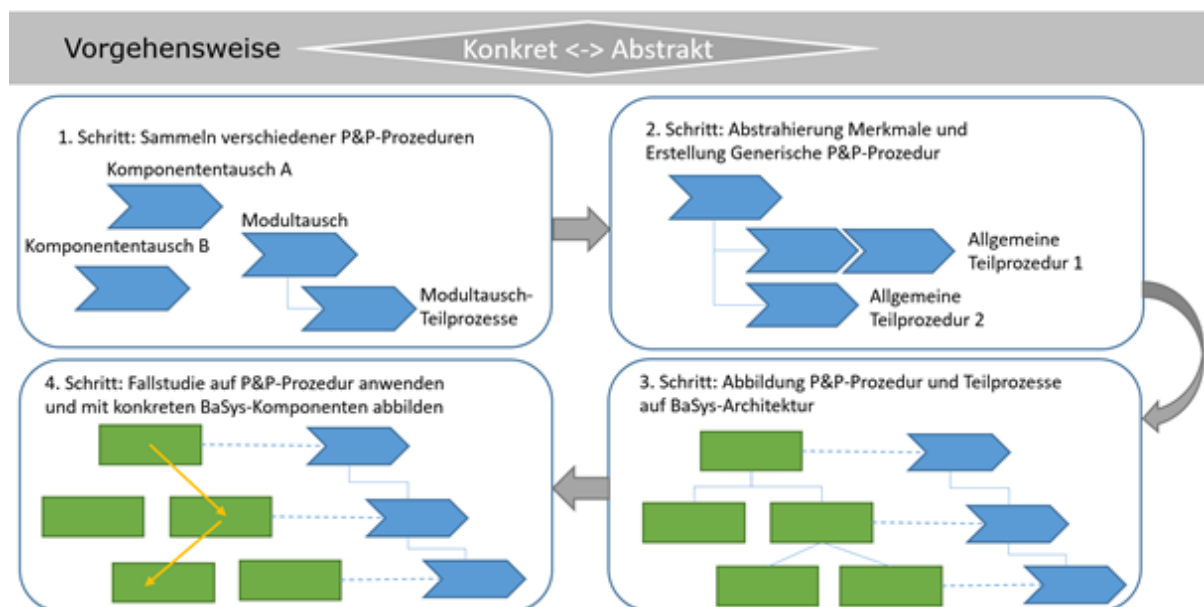 Vorgehensweise
Konkret <-> Abstrakt
1. Schritt: Sammeln verschiedener P&P-Prozeduren
Komponententausch A
Modultausch
Komponententausch B
Modultausch-
Teilprozesse
2. Schritt: Abstrahierung Merkmale und
Erstellung Generische P&P-Prozedur
Allgemeine
Teilprozedur 1
Allgemeine
Teilprozedur 2
3. Schritt: Abbildung P&P-Prozedur und Teilprozesse
auf BaSys-Architektur
4. Schritt: Fallstudie auf P&P-Prozedur anwenden
und mit konkreten BaSys-Komponenten abbilden